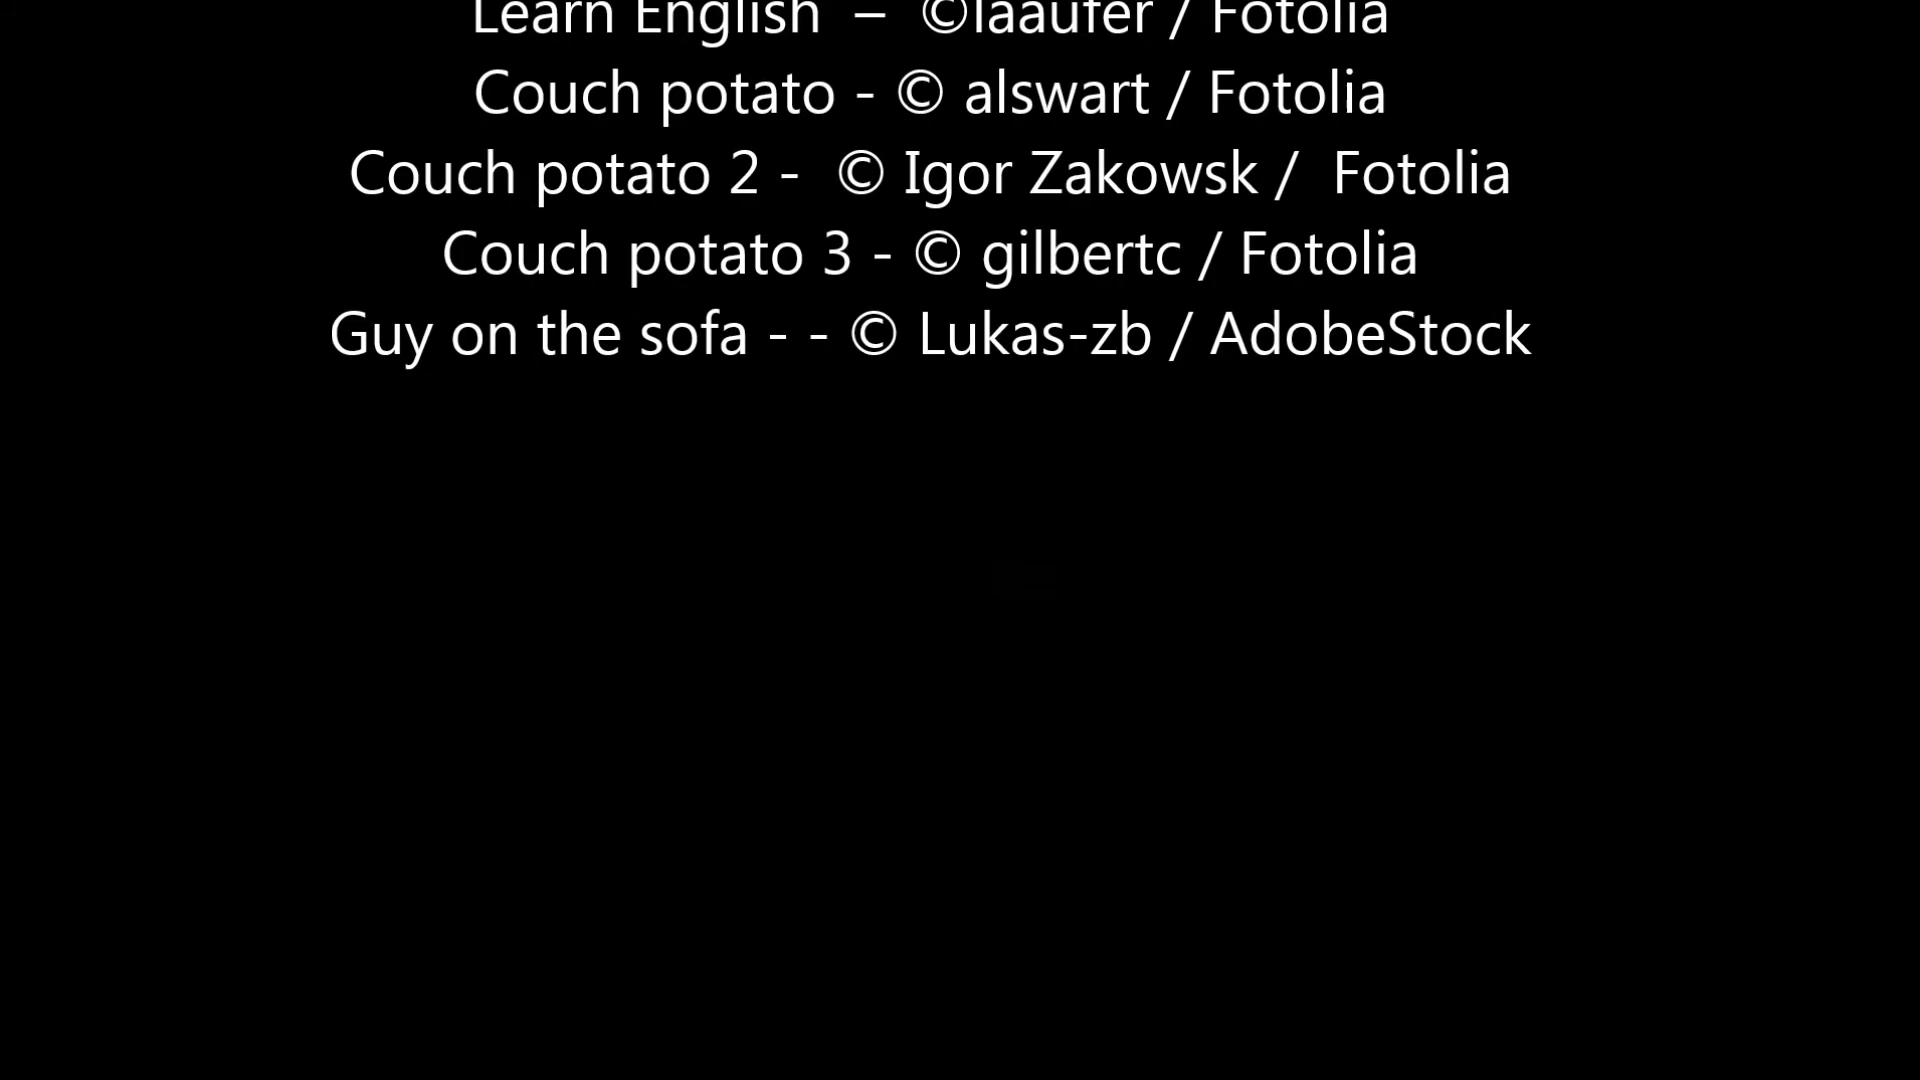 Learn English  –  ©laaufer / Fotolia
Couch potato - © alswart / Fotolia
Couch potato 2 -  © Igor Zakowsk /  Fotolia
Couch potato 3 - © gilbertc / Fotolia
Guy on the sofa - - © Lukas-zb / AdobeStock